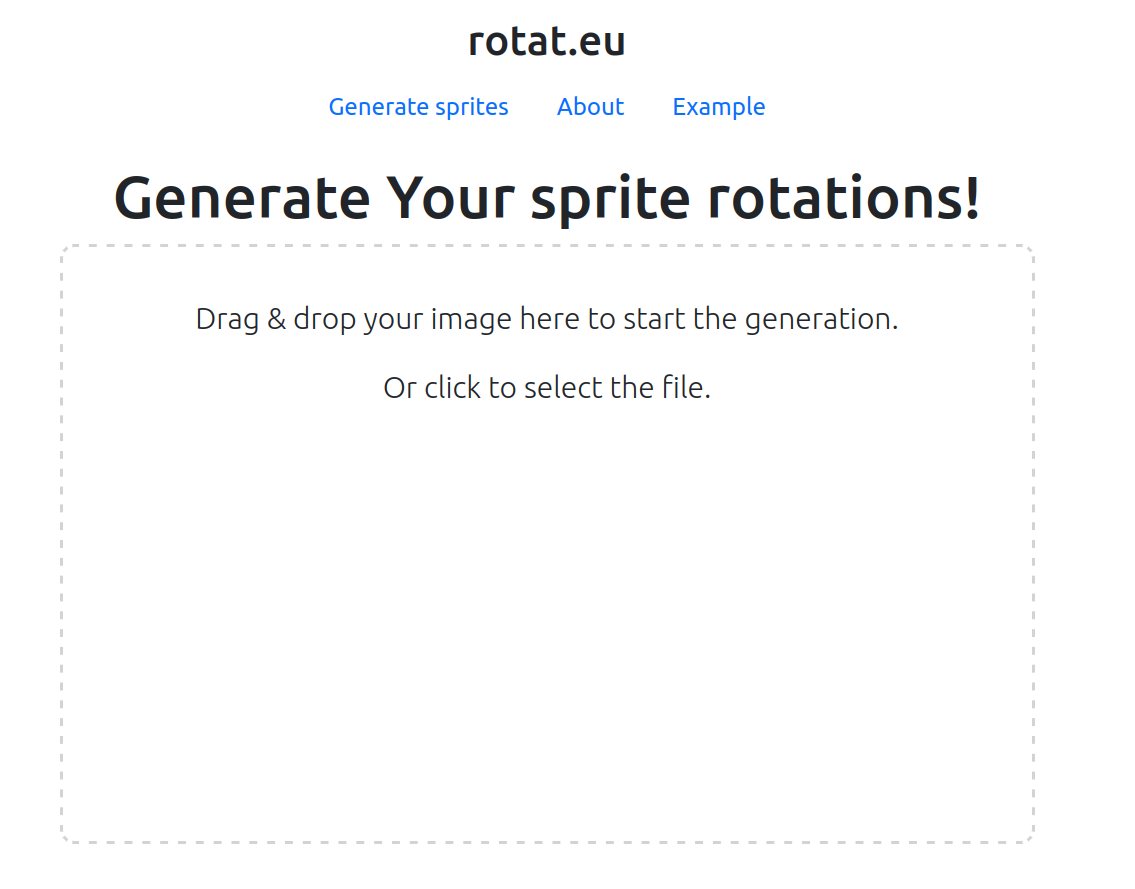 rotat.eu
Generate sprites About Example
Generate Your sprite rotations!
Drag & drop your image here to start the generation.
Or click to select the file.